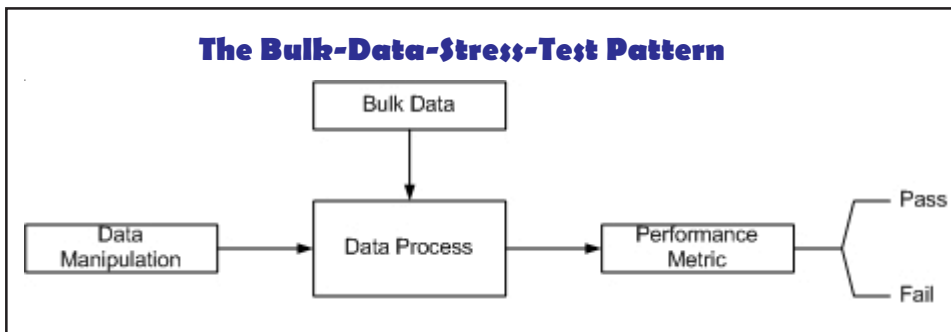 The Bulk-Data-Stress-Test Pattern
Bulk Data
Data
Manipulation
Data Process
Performance
Metric
Pass
Fail